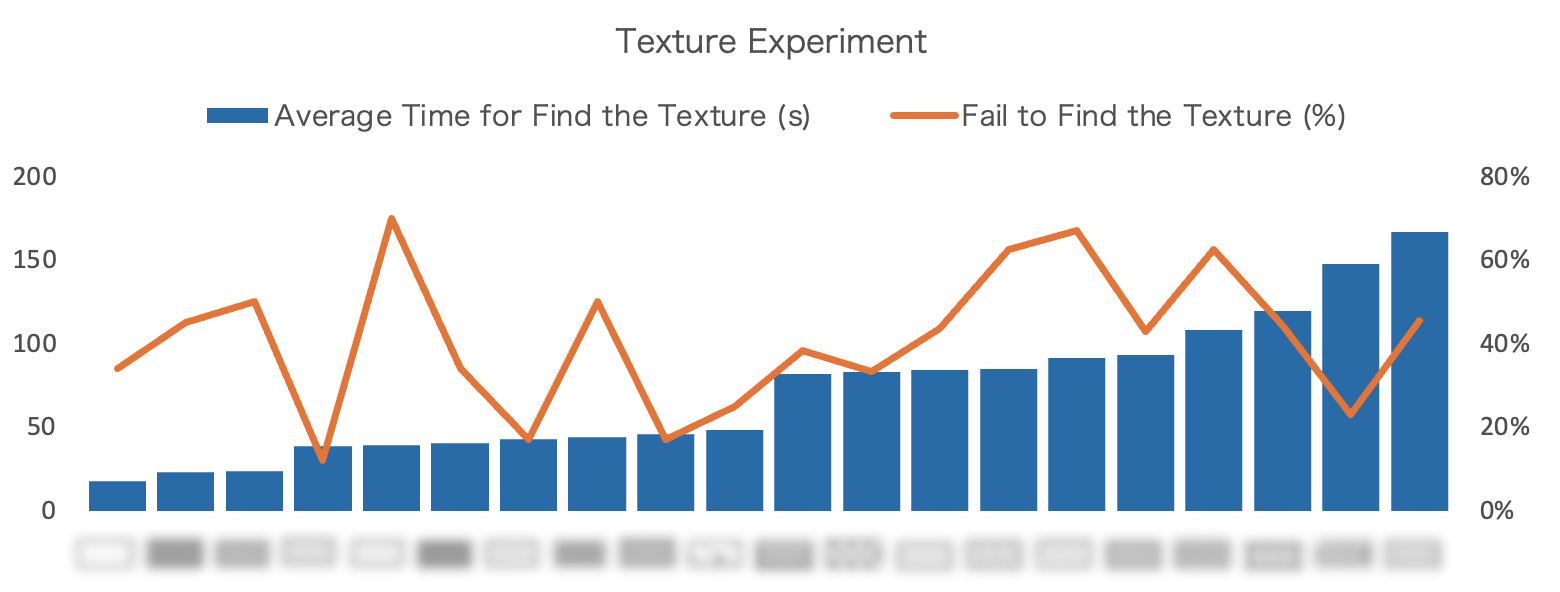 Texture Experiment
Average Time for Find the Texture (s) Fail to Find the Texture (%)
200 80%
150 60%
100 40%
50 20%
0 0%